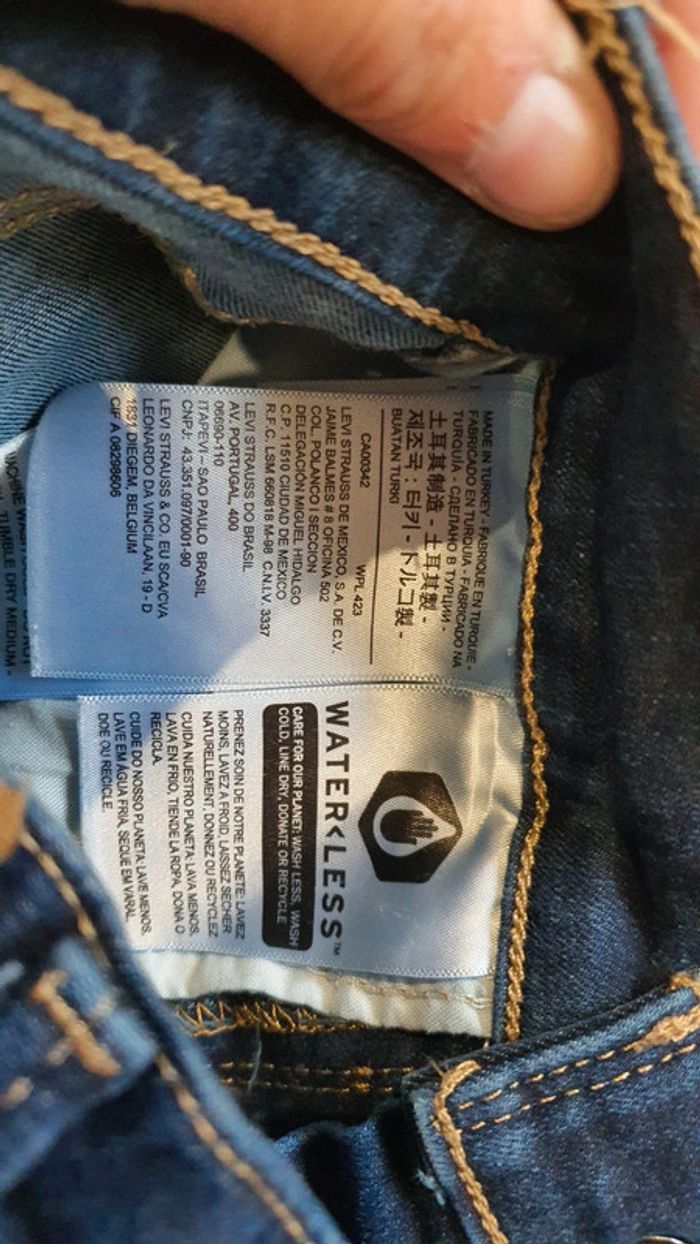 MADE IN TURKEY - FABRIQUE EN TURQUIE -
FABRICADO EN TURQUIA - FABRICADO NA
TURQUIA - СДЕЛАНО В ТУРЦИИ -
土耳其制造 - 土耳其製 -
제조국 : 터키 - トルコ製 -
BUATAN TURKI
CA00342 WPL 423
LEVI STRAUSS DE MEXICO, S.A. DE C.V.
JAIME BALMES # 8 OFICINA 502
COL. POLANCO I SECCION
DELEGACIÓN MIGUEL HIDALGO
C.P. 11510 CIUDAD DE MEXICO
R.F.C. LSM 660818 M-98 C.N.I.V. 3337
LEVI STRAUSS DO BRASIL
AV. PORTUGAL, 400
06690-110
ITAPEVI – SAO PAULO BRASIL
CNPJ: 43.351.097/0001-90
LEVI STRAUSS & CO. EU SCA/CVA
LEONARDO DA VINCILAAN, 19 - D
1831 DIEGEM, BELGIUM
CIF A 08298606
WATER<LESS™
CARE FOR OUR PLANET: WASH LESS, WASH
COLD, LINE DRY, DONATE OR RECYCLE
PRENEZ SOIN DE NOTRE PLANETE: LAVEZ
MOINS, LAVEZ A FROID, LAISSEZ SECHER
NATURELLEMENT, DONNEZ OU RECYCLEZ
CUIDA NUESTRO PLANETA: LAVA MENOS,
LAVA EN FRIO, TIENDE LA ROPA, DONA O
RECICLA.
CUIDE DO NOSSO PLANETA: LAVE MENOS,
LAVE EM ÁGUA FRIA, SEQUE EM VARAL,
DOE OU RECICLE.
TUMBLE DRY MEDIUM -